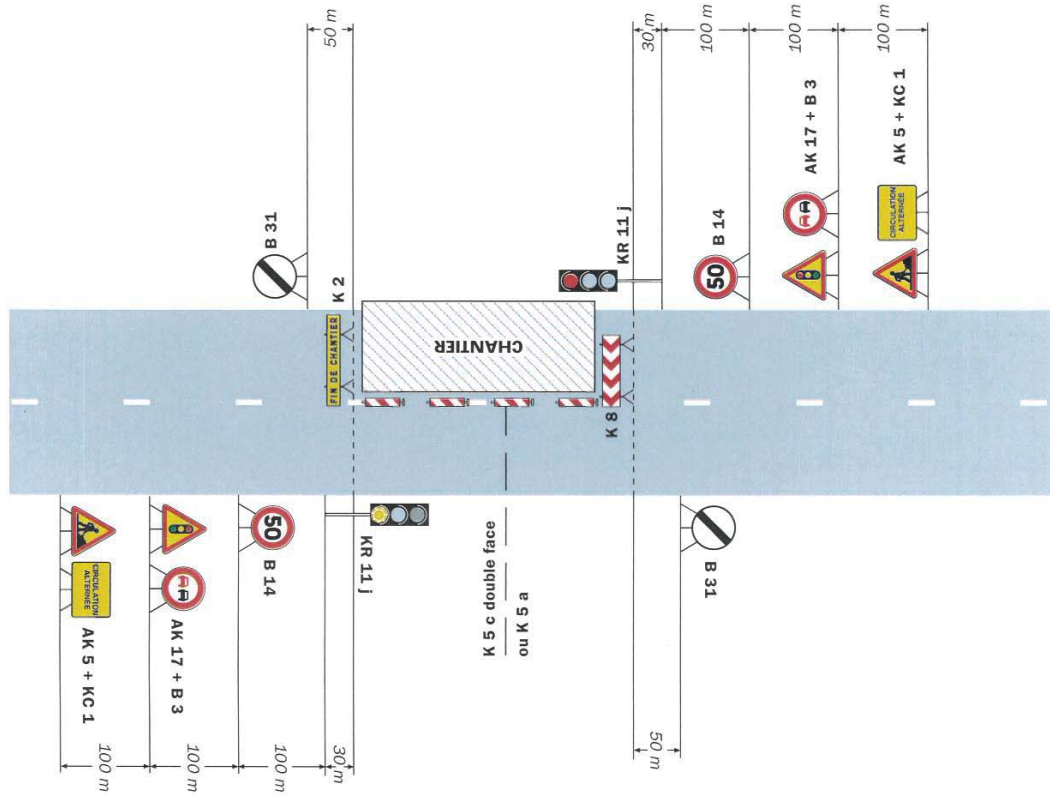 50 m
30 m
100 m
100 m
100 m
B 31
K 2
FIN DE CHANTIER
CHANTIER
KR 11 j
50
B 14
AK 17 + B 3
CIRCULATION
ALTERNÉE
AK 5 + KC 1
K 8
CIRCULATION
ALTERNÉE
AK 5 + KC 1
AK 17 + B 3
50
B 14
KR 11 j
K 5 c double face
ou K 5 a
B 31
100 m
100 m
100 m
30 m
50 m